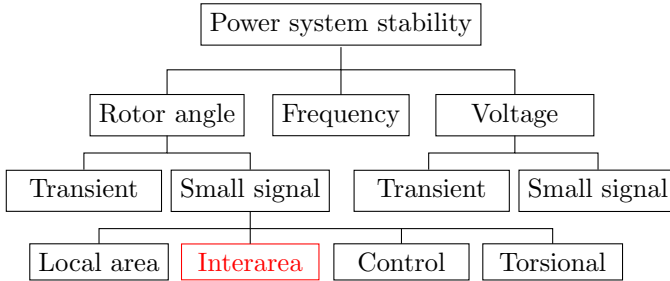 Power system stability
Rotor angle
Frequency
Voltage
Transient
Small signal
Transient
Small signal
Local area
Interarea
Control
Torsional